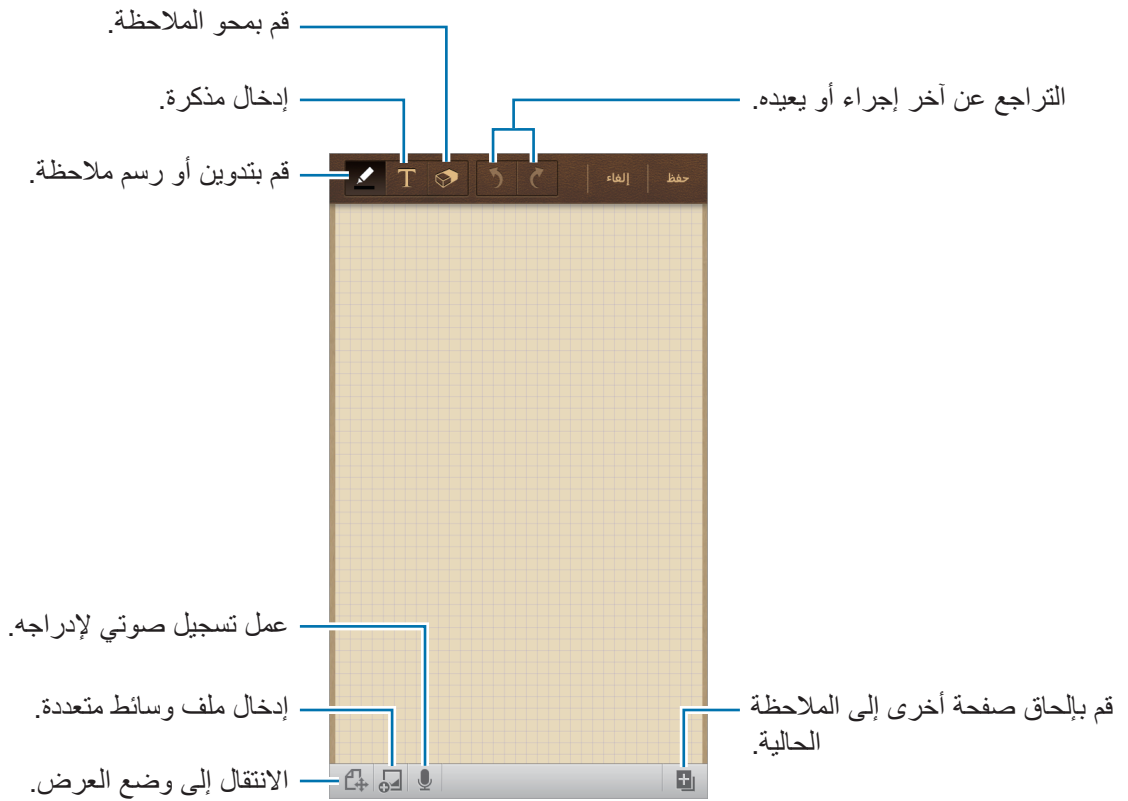 قم بمحو الملاحظة.
إدخال مذكرة.
التراجع عن آخر إجراء أو يعيده.
قم بتدوين أو رسم ملاحظة.
T
إلغاء
حفظ
عمل تسجيل صوتي لإدراجه.
إدخال ملف وسائط متعددة.
قم بإلحاق صفحة أخرى إلى الملاحظة
الحالية.
الانتقال إلى وضع العرض.